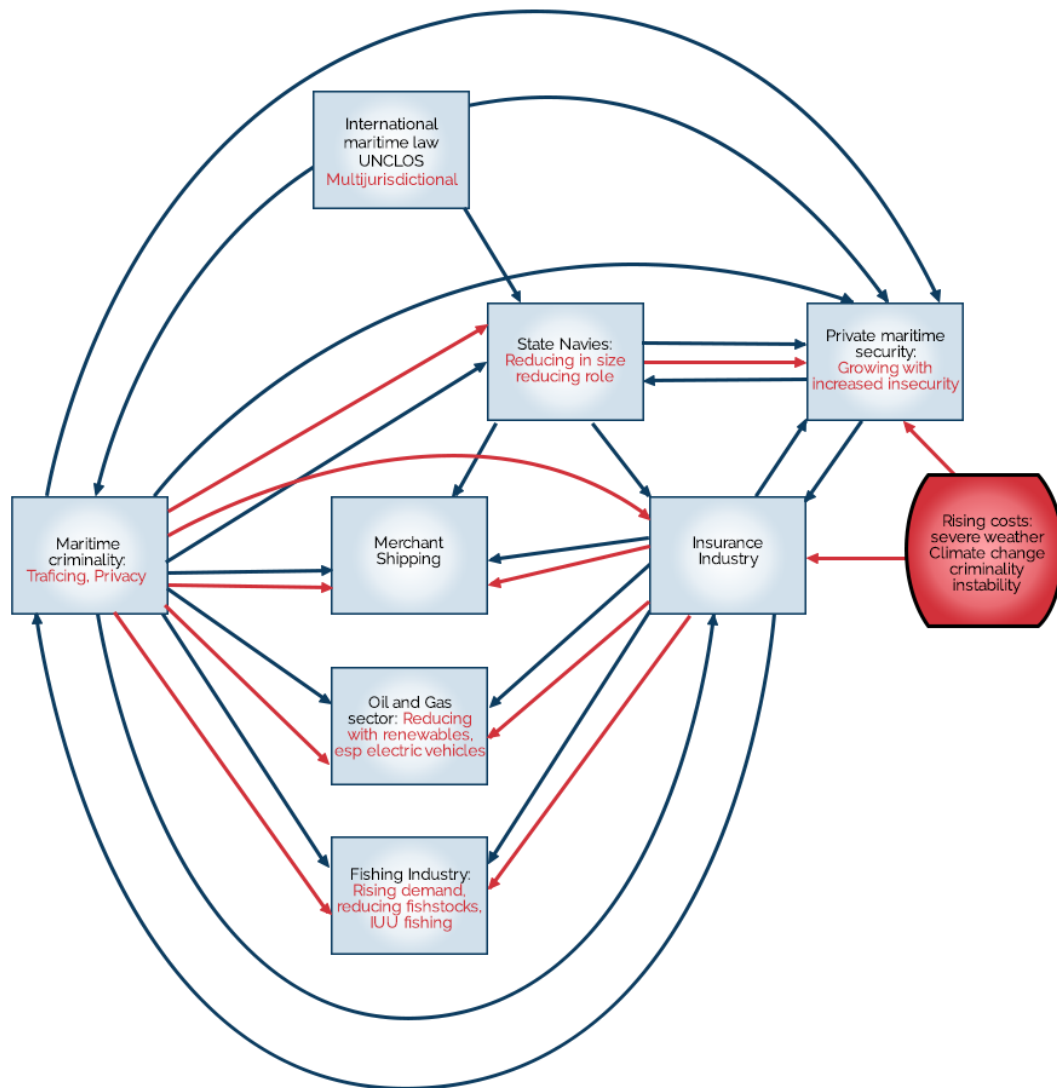 International
maritime law
UNCLOS
Multijurisdictional
State Navies:
Reducing in size
reducing role
Private maritime
security:
Growing with
increased insecurity
Maritime
criminality:
Traficing, Privacy
Merchant
Shipping
Insurance
Industry
Rising costs:
severe weather
Climate change
criminality
instability
Oil and Gas
sector: Reducing
with renewables,
esp electric vehicles
Fishing Industry:
Rising demand,
reducing fishstocks,
IUU fishing